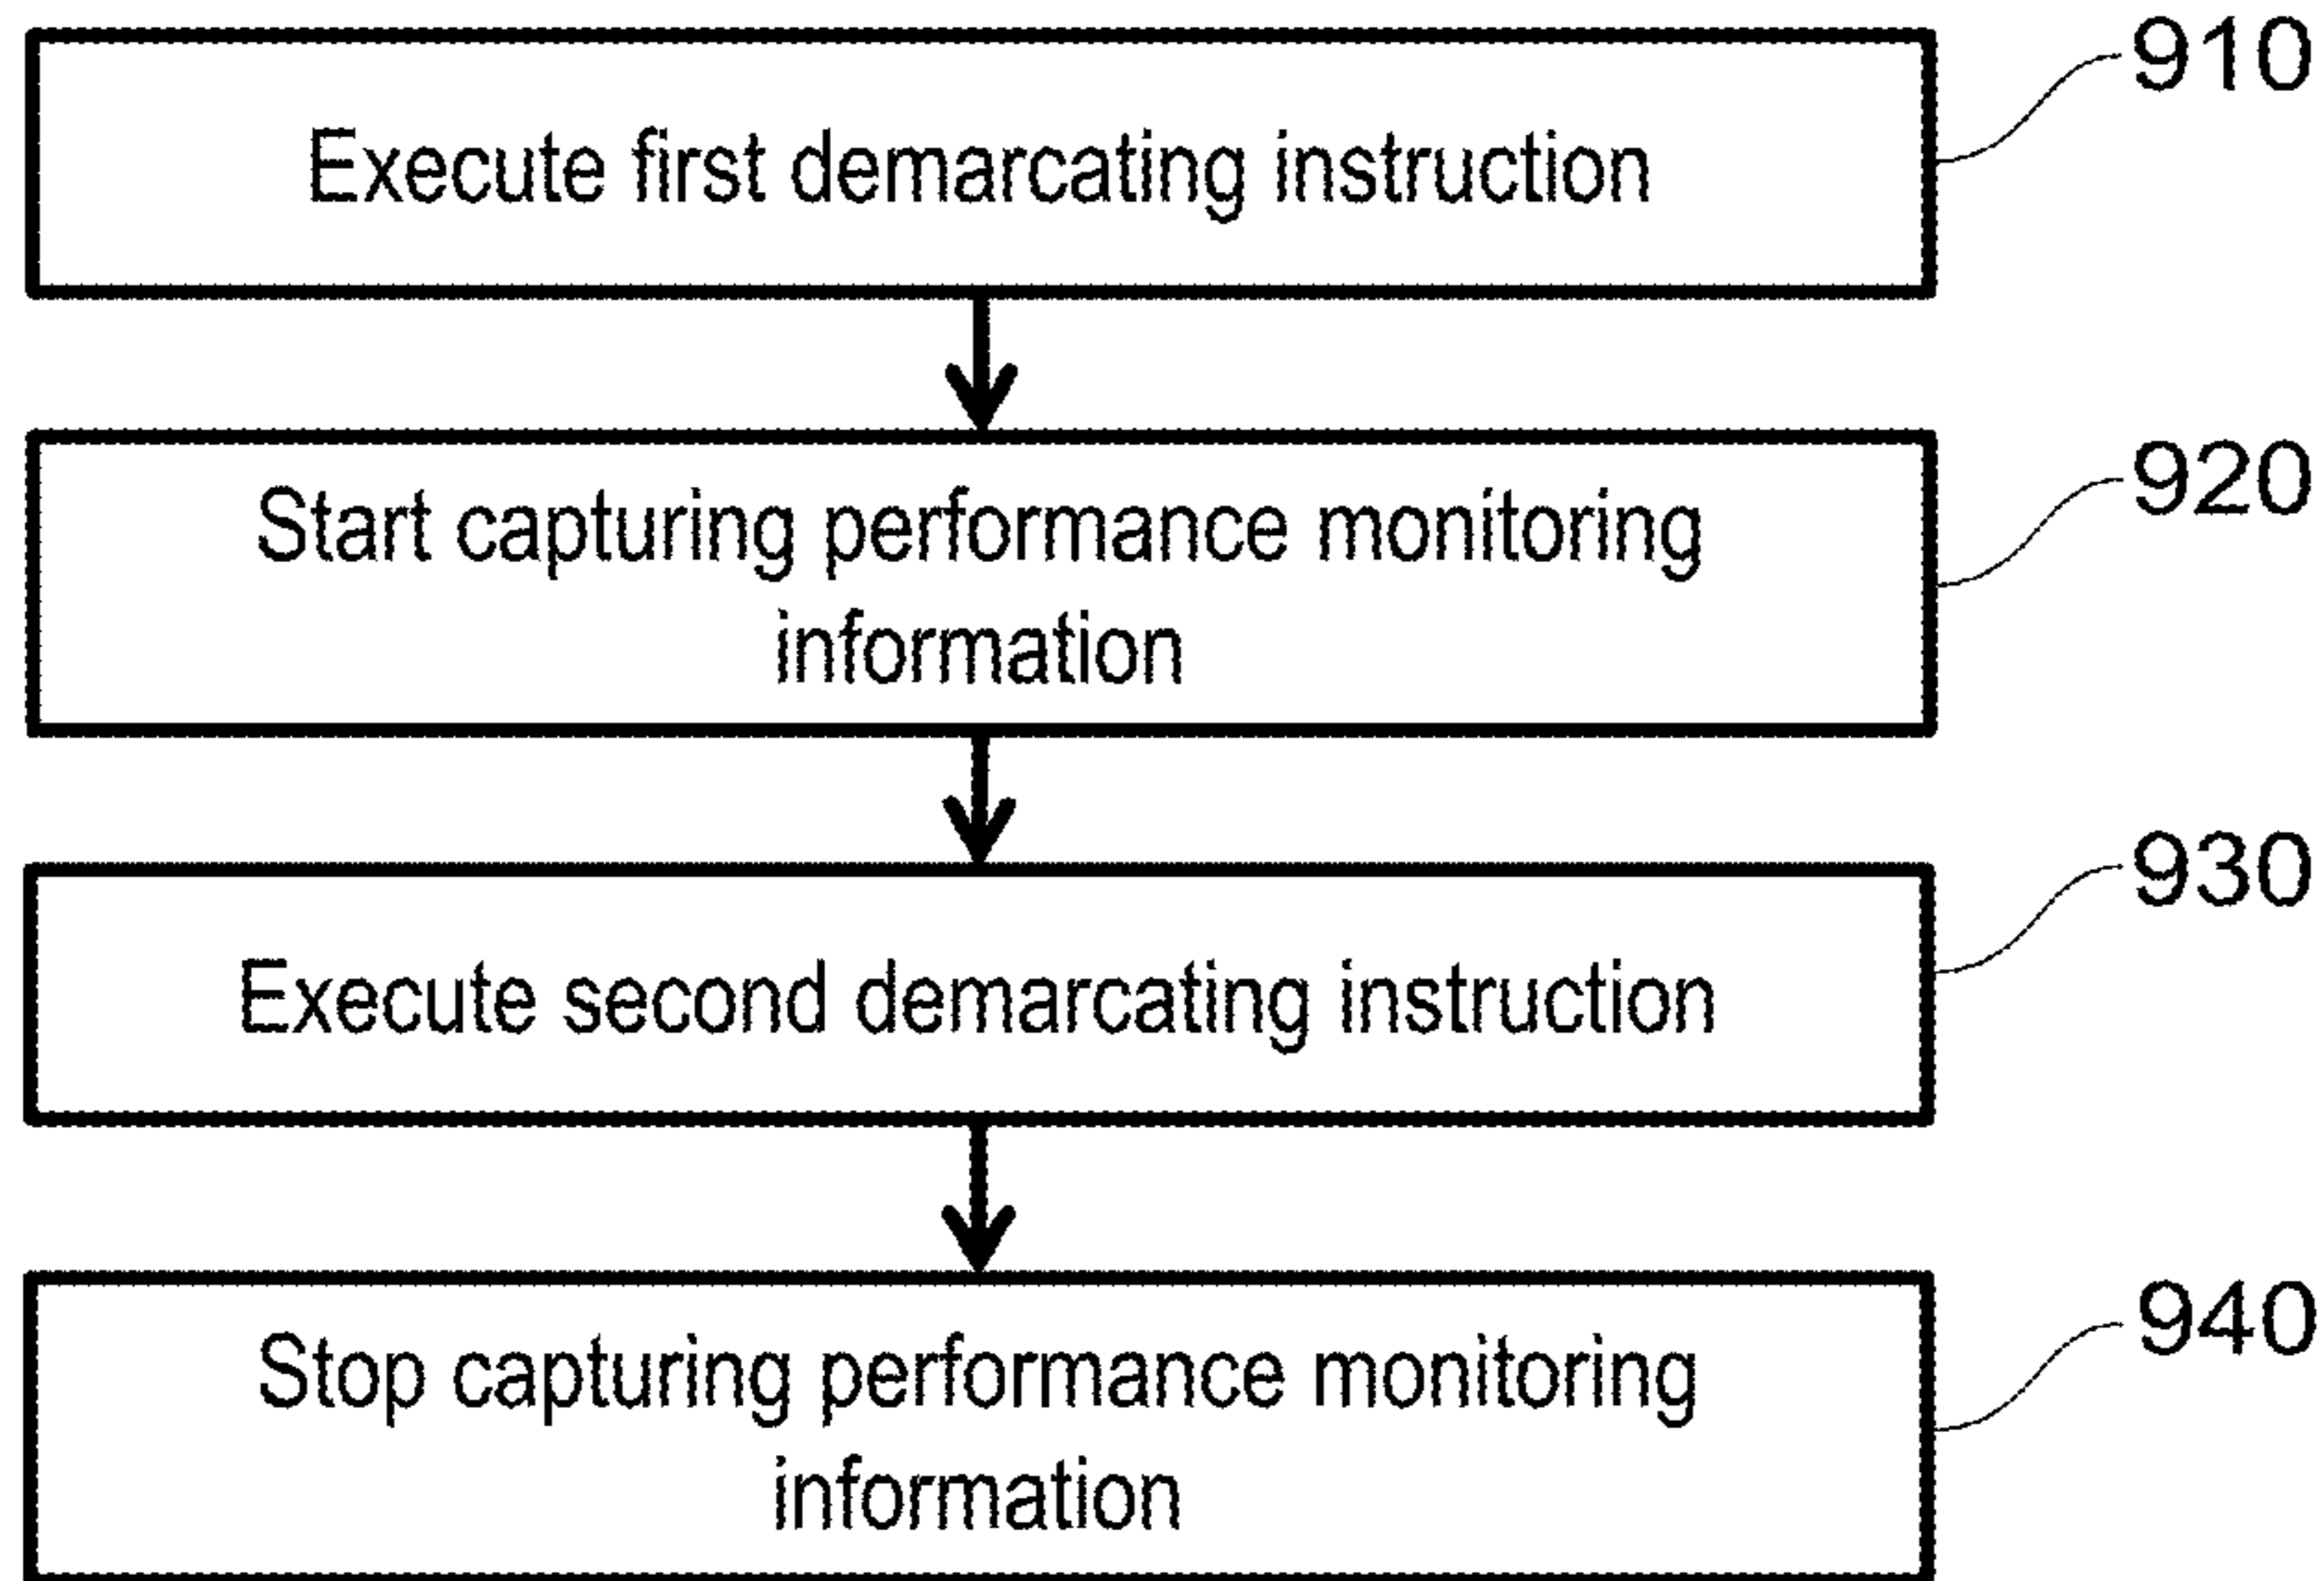 910
Execute first demarcating instruction
920
Start capturing performance monitoring
information
930
Execute second demarcating instruction
940
Stop capturing performance monitoring
information